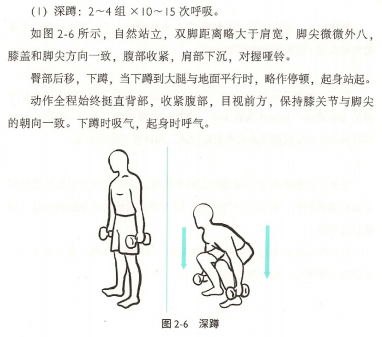 (1) 深蹲：2～4 组 ×10～15 次呼吸。
如图 2-6 所示，自然站立，双脚距离略大于肩宽，脚尖微微外八，
膝盖和脚尖方向一致，腹部收紧，肩部下沉，对握哑铃。
臀部后移，下蹲，当下蹲到大腿与地面平行时，略作停顿，起身站起。
动作全程始终挺直背部，收紧腹部，目视前方，保持膝关节与脚尖
的朝向一致。下蹲时吸气，起身时呼气。
图 2-6 深蹲